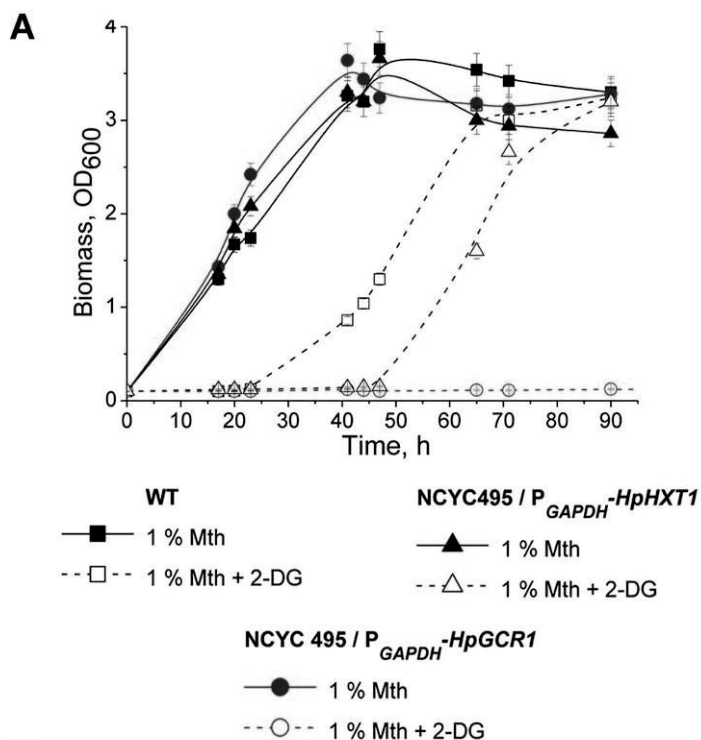 A
Biomass, OD600
4
3
2
1
0
0 10 20 30 40 50 60 70 80 90
Time, h
WT
1 % Mth
1 % Mth + 2-DG
NCYC495 / PGAPDH-HpHXT1
1 % Mth
1 % Mth + 2-DG
NCYC 495 / PGAPDH-HpGCR1
1 % Mth
1 % Mth + 2-DG